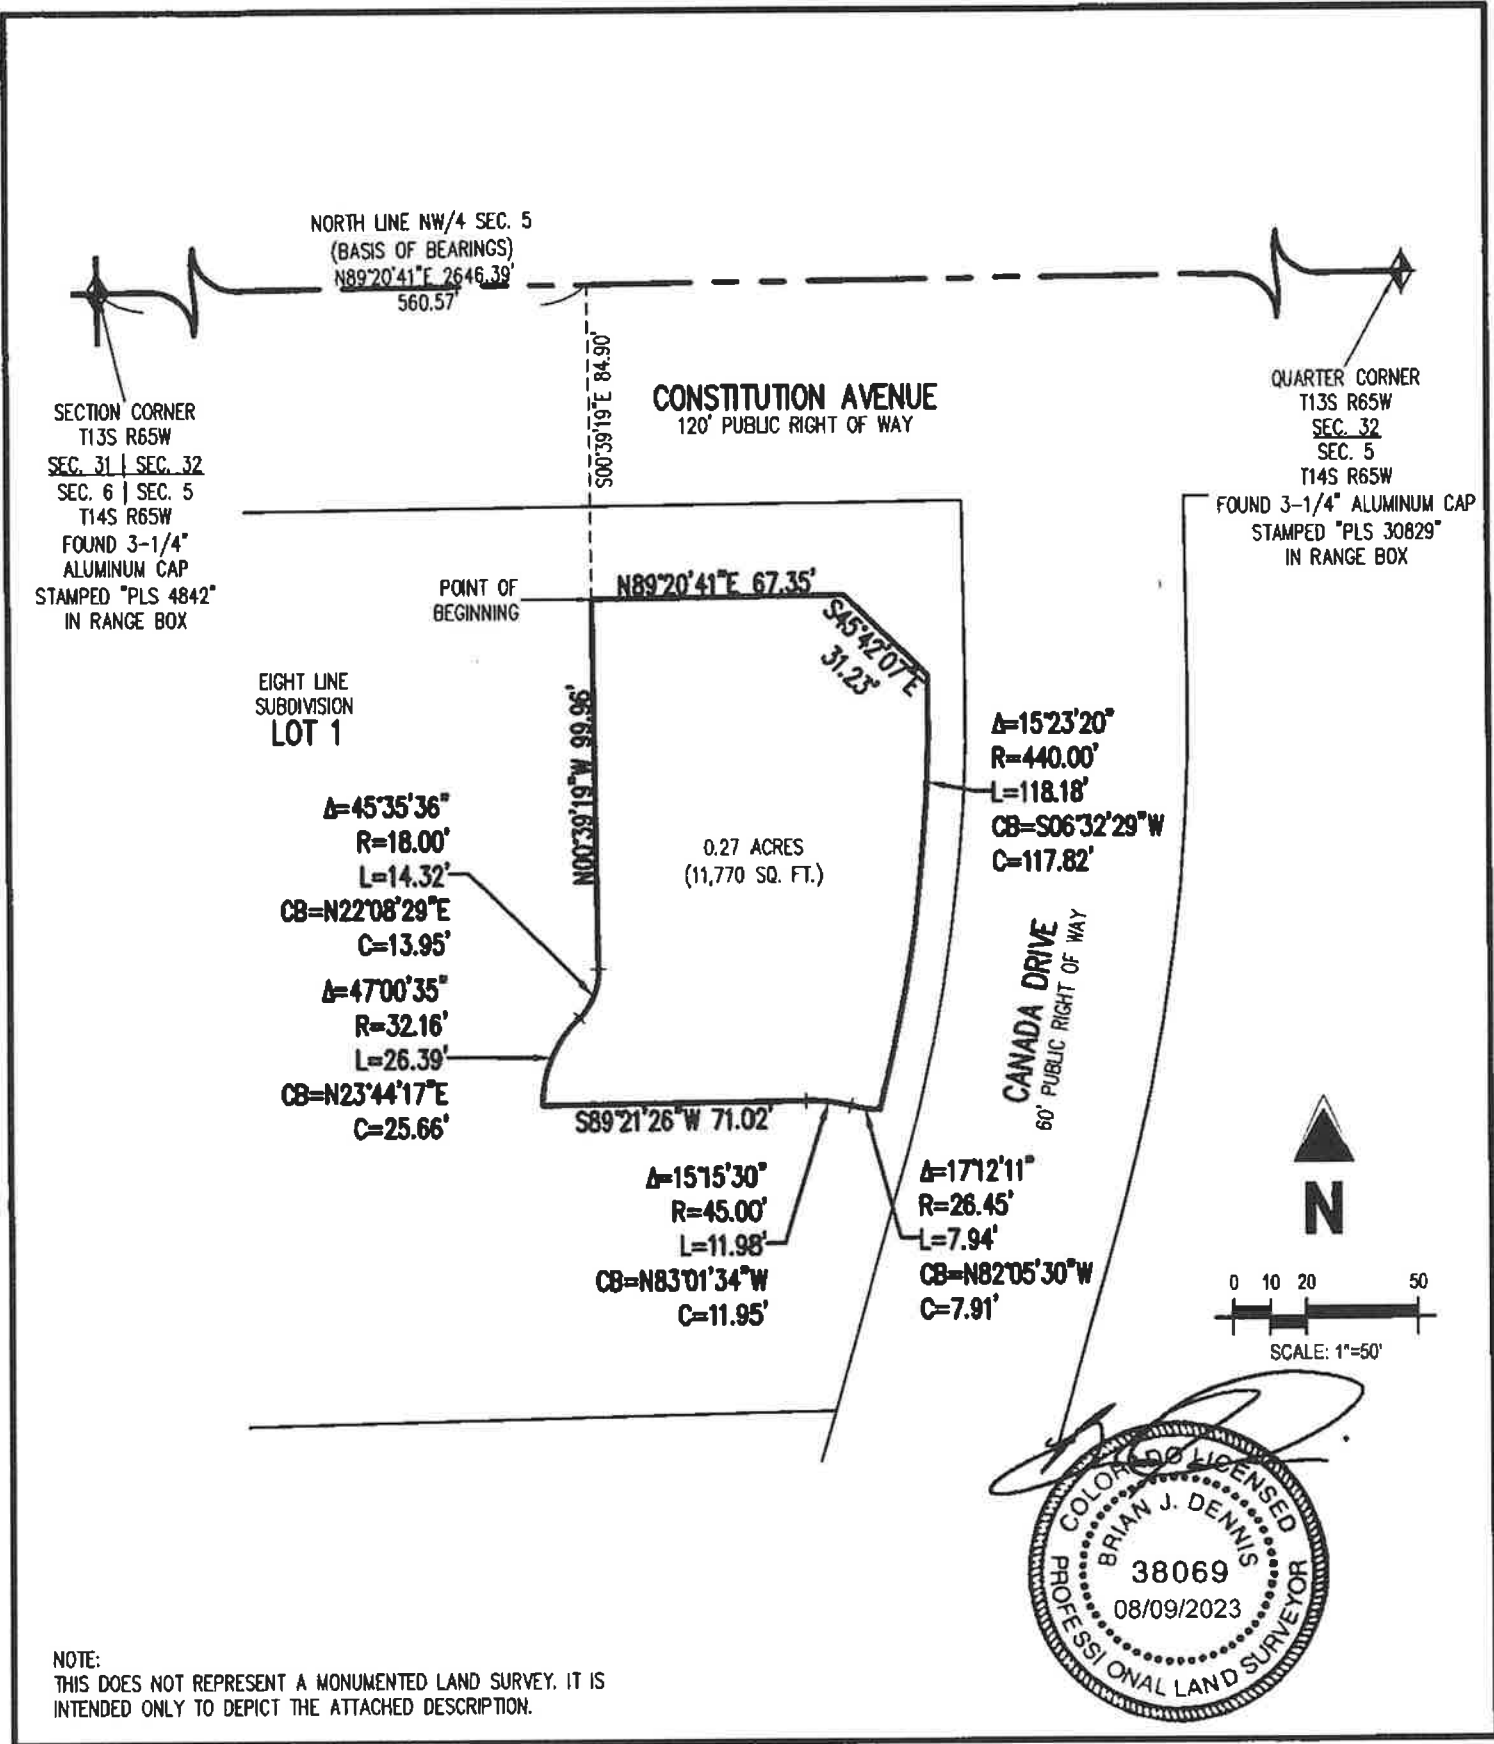 NORTH LINE NW/4 SEC. 5
(BASIS OF BEARINGS)
N89°20'41"E 2646.39'
560.57'
S00°39'19"E 84.90'
CONSTITUTION AVENUE
120' PUBLIC RIGHT OF WAY
SECTION CORNER
T13S R65W
SEC. 31 | SEC. 32
SEC. 6 | SEC. 5
T14S R65W
FOUND 3-1/4"
ALUMINUM CAP
STAMPED "PLS 4842"
IN RANGE BOX
QUARTER CORNER
T13S R65W
SEC. 32
SEC. 5
T14S R65W
FOUND 3-1/4" ALUMINUM CAP
STAMPED "PLS 30829"
IN RANGE BOX
POINT OF
BEGINNING
N89°20'41"E 67.35'
S45°42'07"E
31.23'
EIGHT LINE
SUBDIVISION
LOT 1
N00°39'19"W 99.96'
Δ=15°23'20"
R=440.00'
L=118.18'
CB=S06°32'29"W
C=117.82'
0.27 ACRES
(11,770 SQ. FT.)
Δ=45°35'36"
R=18.00'
L=14.32'
CB=N22°08'29"E
C=13.95'
Δ=47°00'35"
R=32.16'
L=26.39'
CB=N23°44'17"E
C=25.66'
CANADA DRIVE
60' PUBLIC RIGHT OF WAY
S89°21'26"W 71.02'
Δ=15°15'30"
R=45.00'
L=11.98'
CB=N83°01'34"W
C=11.95'
Δ=17°12'11"
R=26.45'
L=7.94'
CB=N82°05'30"W
C=7.91'
N
0 10 20 50
SCALE: 1"=50'
COLORADO LICENSED
BRIAN J. DENNIS
38069
08/09/2023
PROFESSIONAL LAND SURVEYOR
NOTE:
THIS DOES NOT REPRESENT A MONUMENTED LAND SURVEY. IT IS
INTENDED ONLY TO DEPICT THE ATTACHED DESCRIPTION.